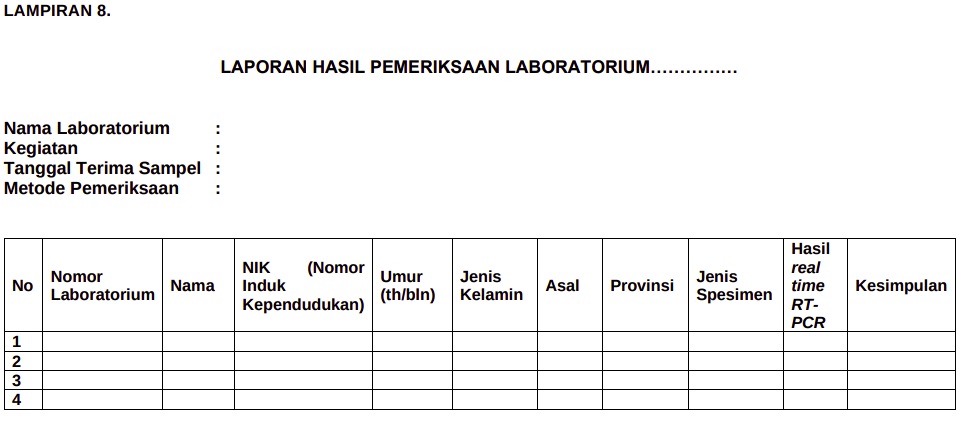 LAMPIRAN 8.
LAPORAN HASIL PEMERIKSAAN LABORATORIUM……………
Nama Laboratorium :
Kegiatan :
Tanggal Terima Sampel :
Metode Pemeriksaan :
No
Nomor
Laboratorium
Nama
NIK (Nomor
Induk
Kependudukan)
Umur
(th/bln)
Jenis
Kelamin
Asal
Provinsi
Jenis
Spesimen
Hasil
real
time
RT-
PCR
Kesimpulan
1
2
3
4